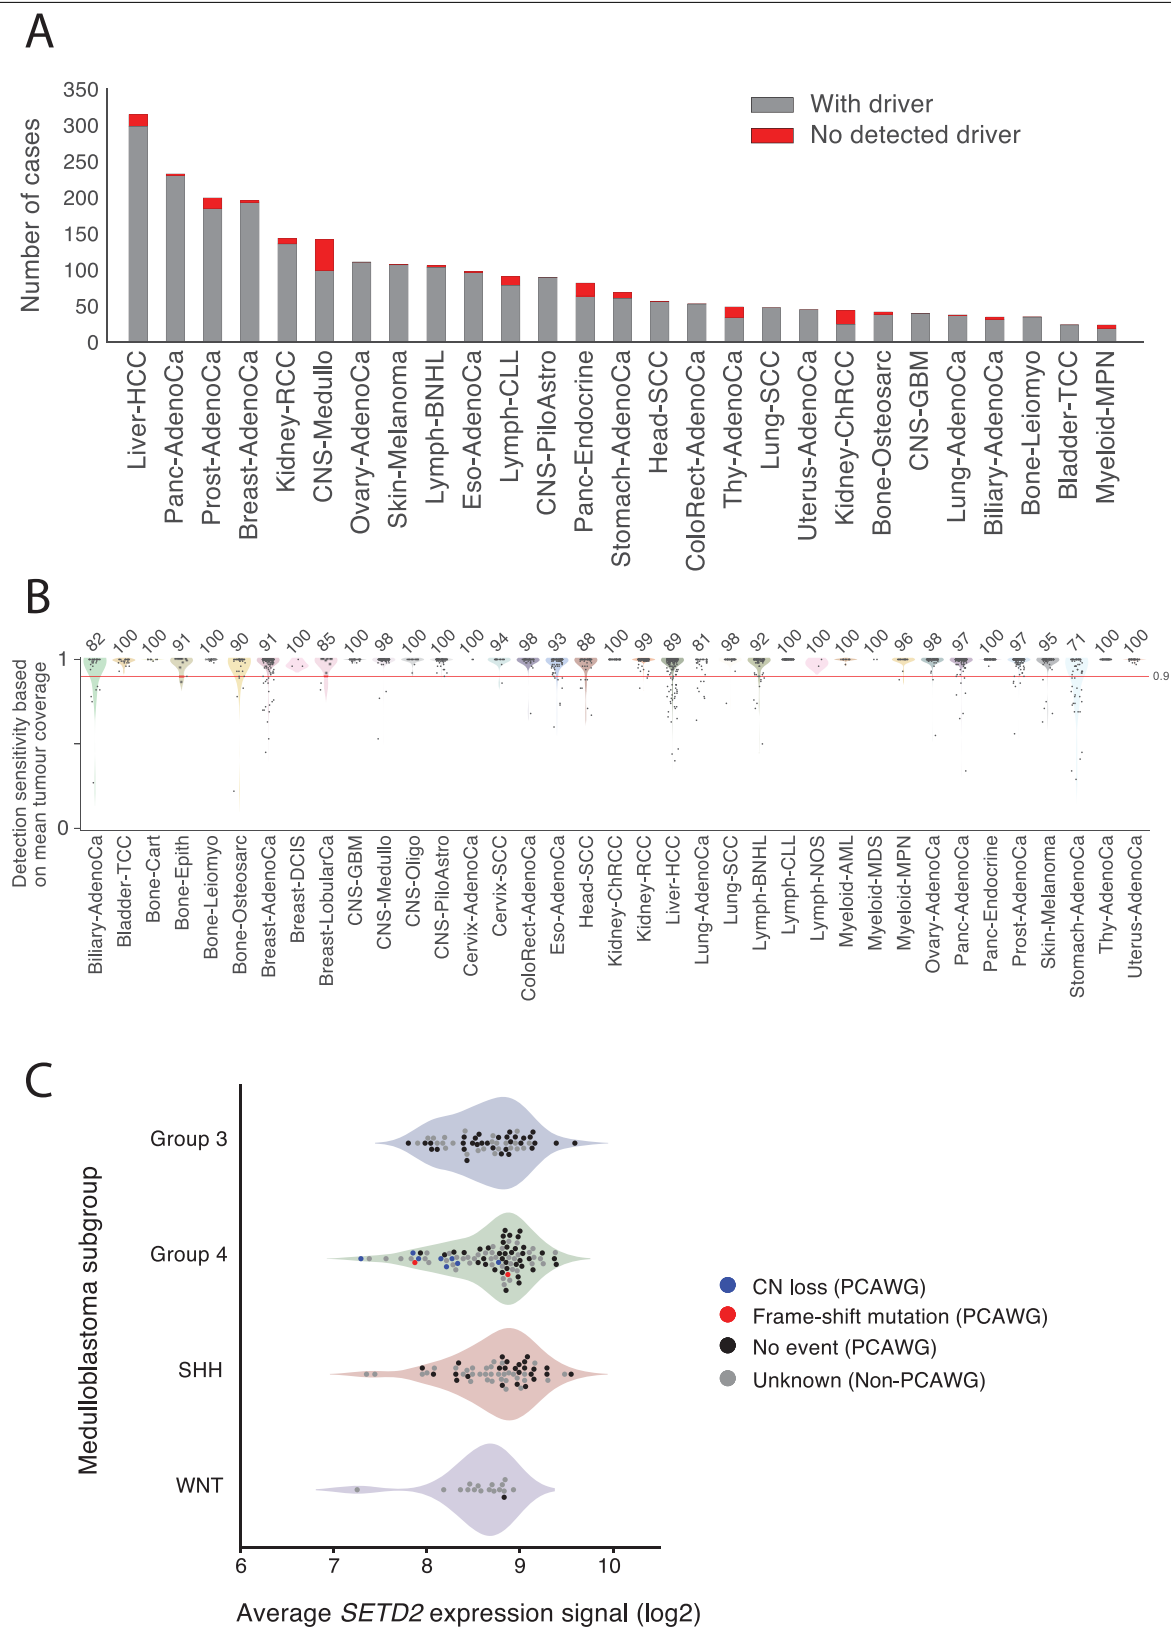 A
Number of cases
350
300
250
200
150
100
50
0
With driver
No detected driver
Liver-HCC
Panc-AdenoCa
Prost-AdenoCa
Breast-AdenoCa
Kidney-RCC
CNS-Medullo
Ovary-AdenoCa
Skin-Melanoma
Lymph-BNHL
Eso-AdenoCa
Lymph-CLL
CNS-PiloAstro
Panc-Endocrine
Stomach-AdenoCa
Head-SCC
ColoRect-AdenoCa
Thy-AdenoCa
Lung-SCC
Uterus-AdenoCa
Kidney-ChRCC
Bone-Osteosarc
CNS-GBM
Lung-AdenoCa
Biliary-AdenoCa
Bone-Leiomyo
Bladder-TCC
Myeloid-MPN
B
Detection sensitivity based
on mean tumour coverage
82 100 100 91 100 90 91 100 85 100 98 100 100 100 94 98 93 88 100 99 89 81 98 92 100 100 100 100 96 98 97 100 97 95 71 100 100
1
0.9
0
Biliary-AdenoCa
Bladder-TCC
Bone-Cart
Bone-Epith
Bone-Leiomyo
Bone-Osteosarc
Breast-AdenoCa
Breast-DCIS
Breast-LobularCa
CNS-GBM
CNS-Medullo
CNS-Oligo
CNS-PiloAstro
Cervix-AdenoCa
Cervix-SCC
ColoRect-AdenoCa
Eso-AdenoCa
Head-SCC
Kidney-ChRCC
Kidney-RCC
Liver-HCC
Lung-AdenoCa
Lung-SCC
Lymph-BNHL
Lymph-CLL
Lymph-NOS
Myeloid-AML
Myeloid-MDS
Myeloid-MPN
Ovary-AdenoCa
Panc-AdenoCa
Panc-Endocrine
Prost-AdenoCa
Skin-Melanoma
Stomach-AdenoCa
Thy-AdenoCa
Uterus-AdenoCa
C
Medulloblastoma subgroup
Group 3
Group 4
SHH
WNT
CN loss (PCAWG)
Frame-shift mutation (PCAWG)
No event (PCAWG)
Unknown (Non-PCAWG)
6 7 8 9 10
Average SETD2 expression signal (log2)